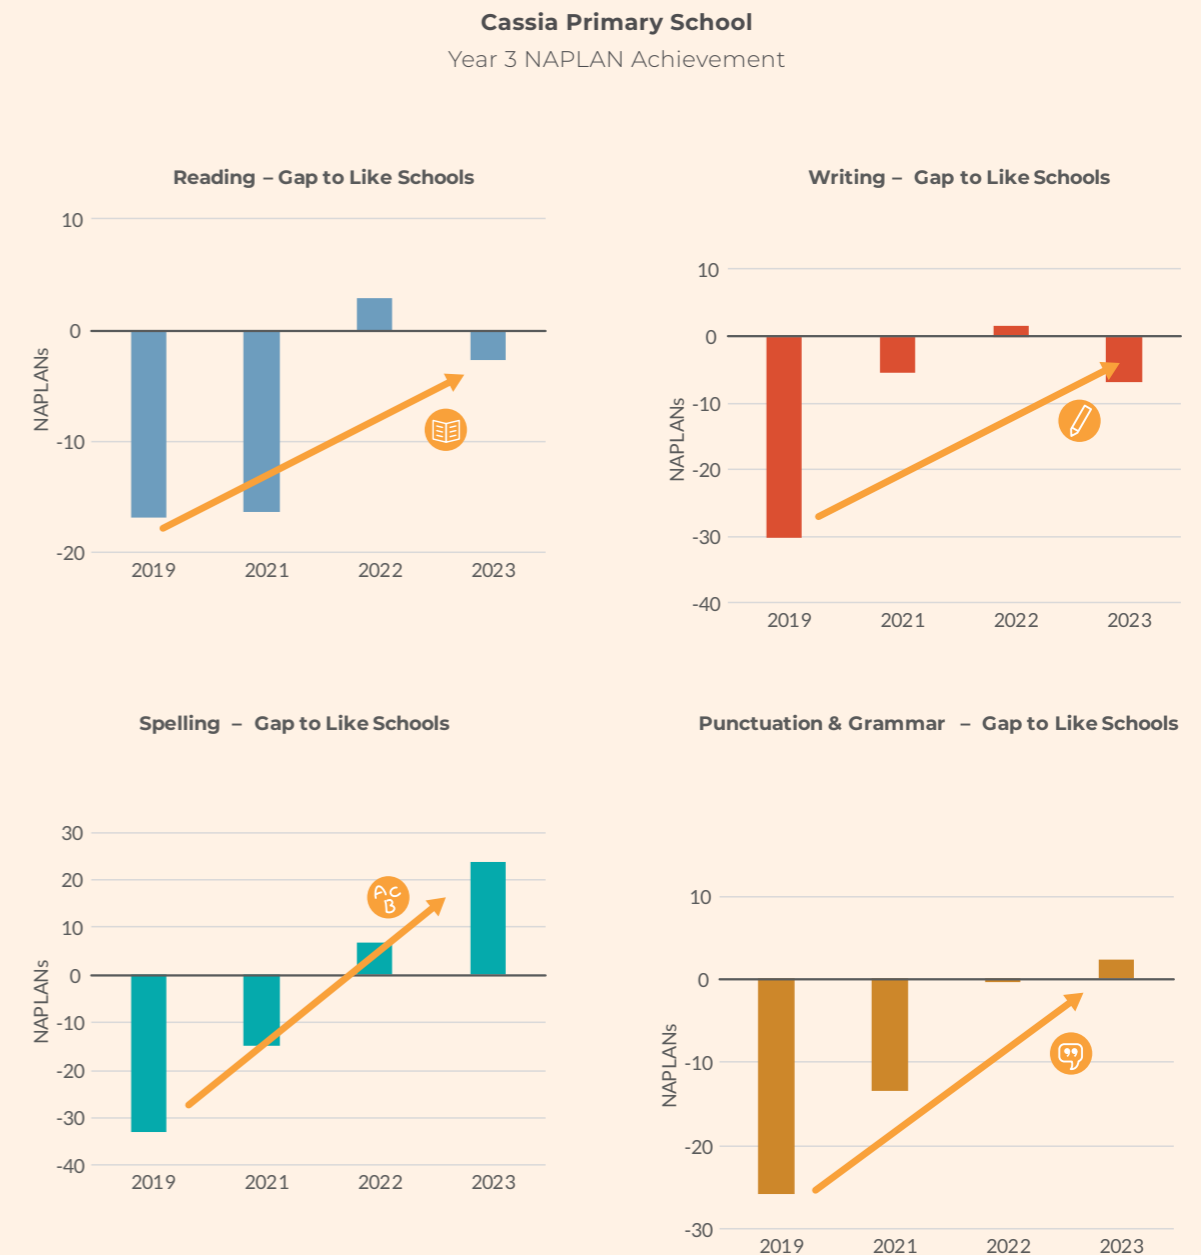 Cassia Primary School
Year 3 NAPLAN Achievement
Reading – Gap to Like Schools
10
0
-10
-20
NAPLANs
2019 2021 2022 2023
Writing – Gap to Like Schools
10
0
-10
-20
-30
-40
NAPLANs
2019 2021 2022 2023
Spelling – Gap to Like Schools
30
20
10
0
-10
-20
-30
-40
NAPLANs
A C
B
2019 2021 2022 2023
Punctuation & Grammar – Gap to Like Schools
10
0
-10
-20
-30
NAPLANs
2019 2021 2022 2023